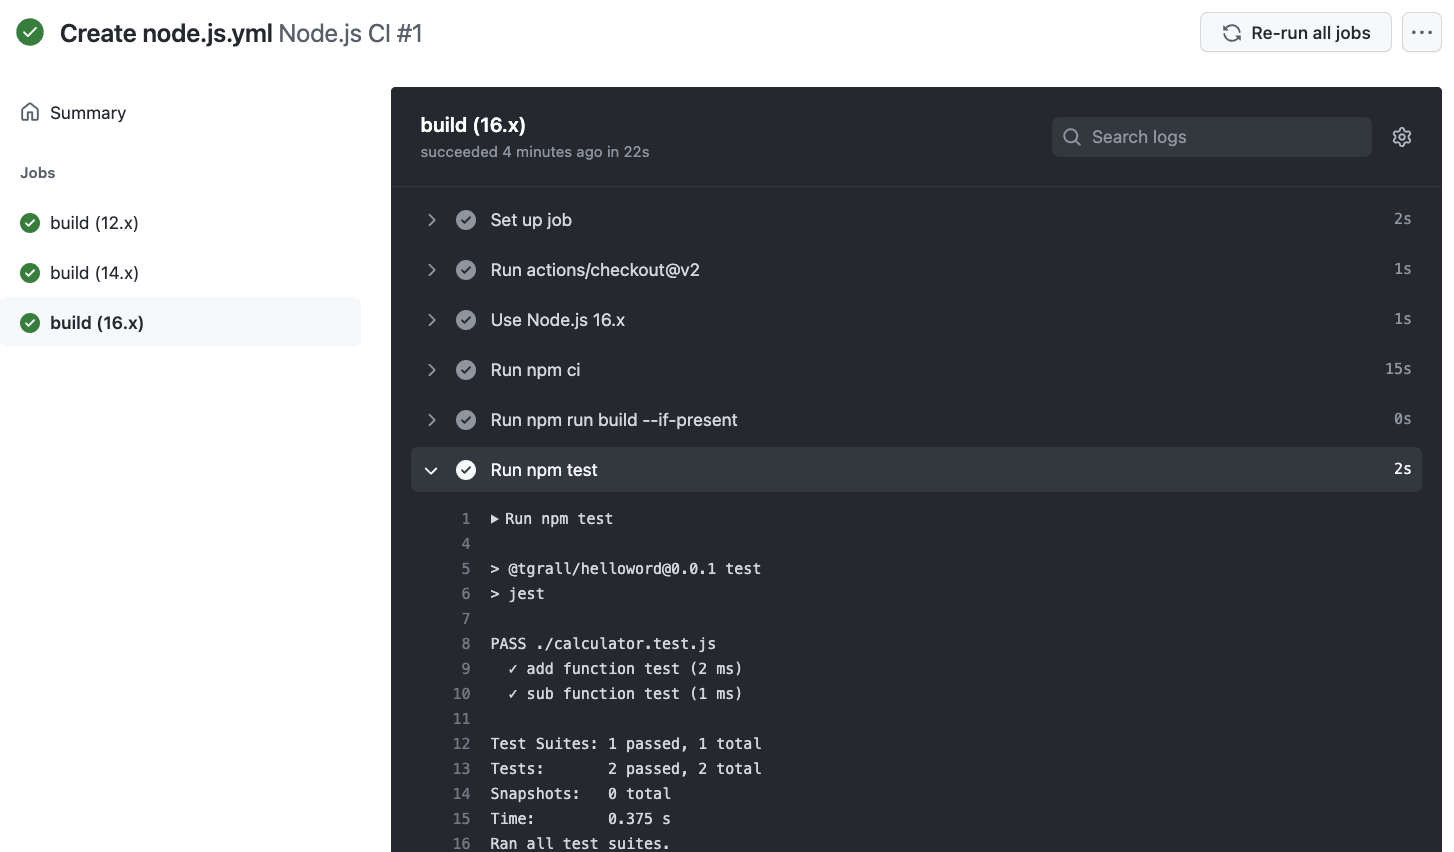 Create node.js.yml Node.js CI #1
Re-run all jobs
Summary
Jobs
build (12.x)
build (14.x)
build (16.x)
build (16.x)
succeeded 4 minutes ago in 22s
Search logs
Set up job 2s
Run actions/checkout@v2 1s
Use Node.js 16.x 1s
Run npm ci 15s
Run npm run build --if-present 0s
Run npm test 2s
1 ▶ Run npm test
4
5 > @tgrall/helloword@0.0.1 test
6 > jest
7
8 PASS ./calculator.test.js
9 ✓ add function test (2 ms)
10 ✓ sub function test (1 ms)
11
12 Test Suites: 1 passed, 1 total
13 Tests: 2 passed, 2 total
14 Snapshots: 0 total
15 Time: 0.375 s
16 Ran all test suites.